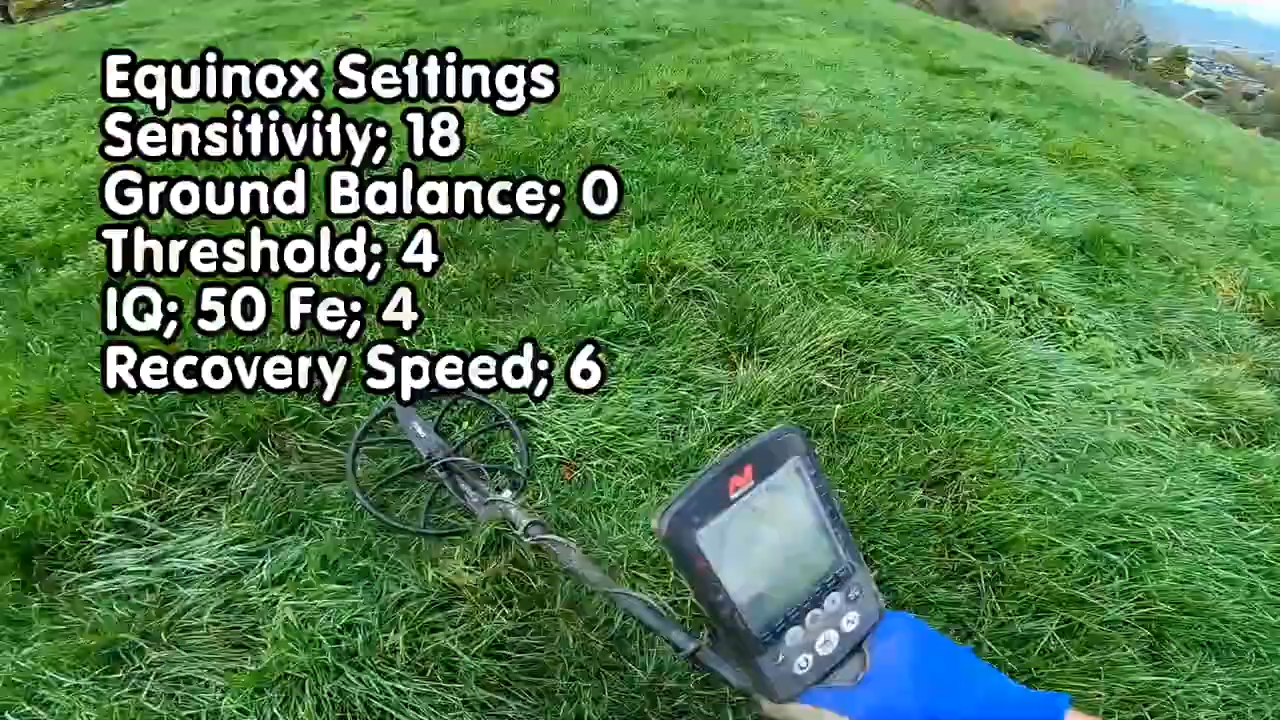 Equinox Settings
Sensitivity; 18
Ground Balance; 0
Threshold; 4
IQ; 50 Fe; 4
Recovery Speed; 6